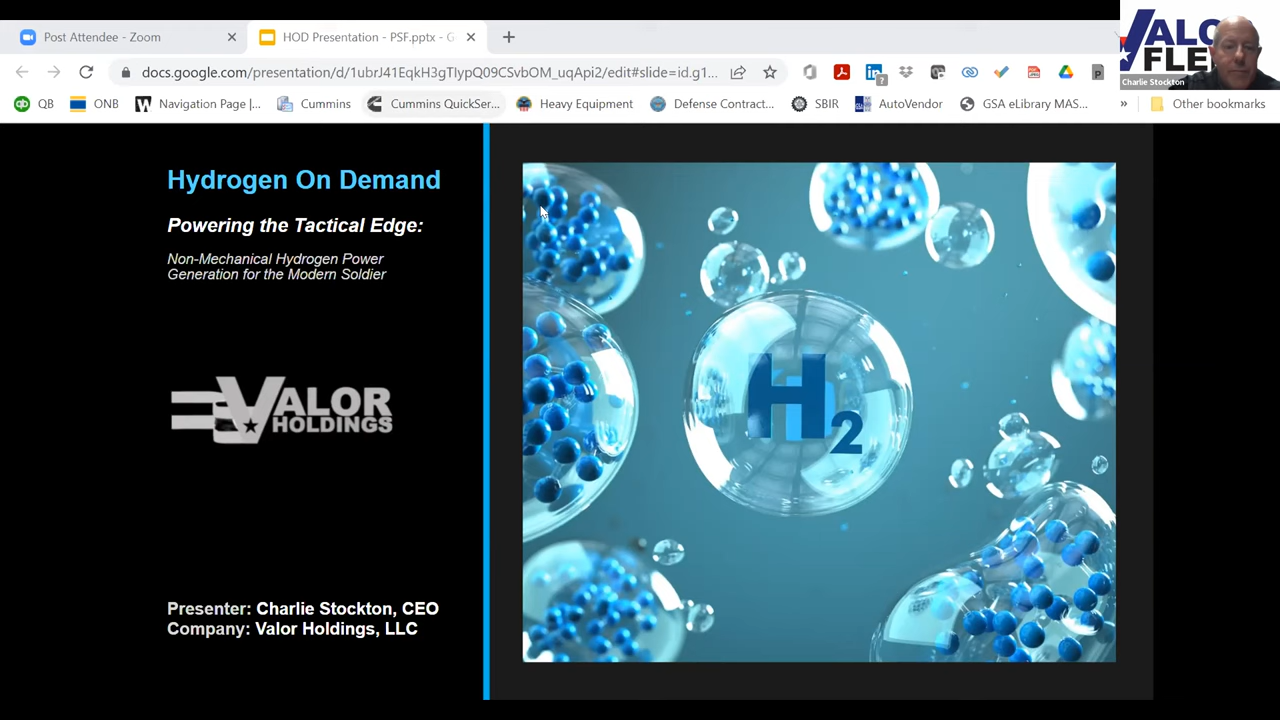 Post Attendee - Zoom
HOD Presentation - PSF.pptx - G
docs.google.com/presentation/d/1uhrJ41EqkH3gTIypCt9CJvbOM_uqApi2/edit#slide=id.g1...
QB
ONB
Navigation Page |...
Cummins
Cummins QuickSer...
Heavy Equipment
Defense Contract...
SBIR
AutoVendor
GSA eLibrary MAS...
»
Other bookmarks
VALO
FLE
Charlie Stockton
Hydrogen On Demand
Powering the Tactical Edge:
Non-Mechanical Hydrogen Power
Generation for the Modern Soldier
VALOR
HOLDINGS
Presenter: Charlie Stockton, CEO
Company: Valor Holdings, LLC
H2